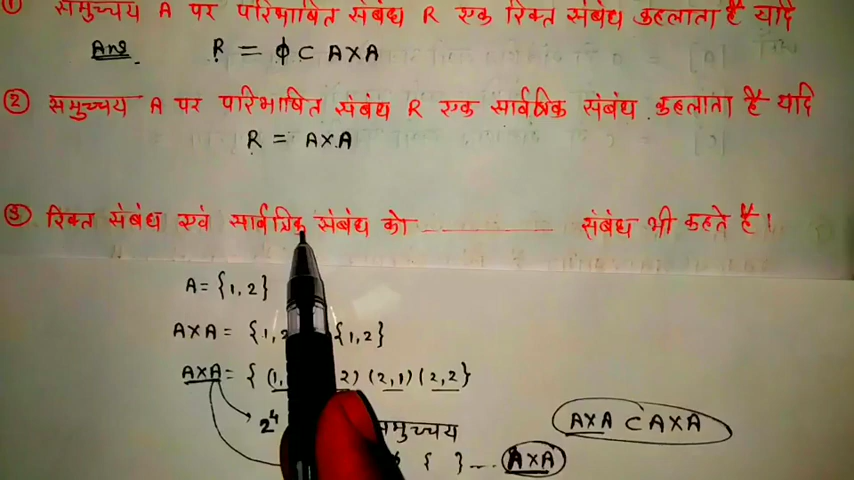 ① समुच्चय A पर परिभाषित संबंध R एक रिक्त संबंध कहलाता है यदि
Ans. R = ϕ ⊂ A×A
② समुच्चय A पर परिभाषित संबंध R एक सार्वत्रिक संबंध कहलाता है यदि
R = A×A
③ रिक्त संबंध एवं सार्वत्रिक संबंध को ________ संबंध भी कहते है।
A = {1,2}
A×A = {1,2 {1,2}
A×A = { (1, 2) (2,1) (2,2) }
2⁴ समुच्चय
A×A ⊂ A×A
{ } --- A×A